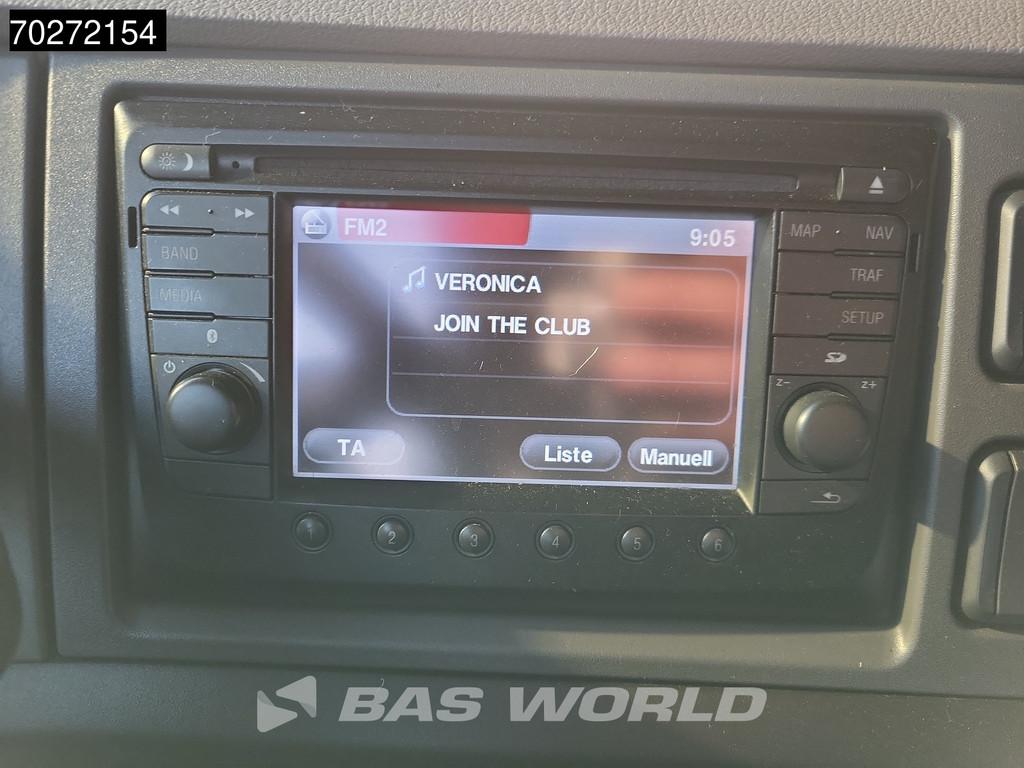 70272154
FM2
9:05
VERONICA
JOIN THE CLUB
TA
Liste
Manuell
BAND
MEDIA
MAP NAV
TRAF
SETUP
Z- Z+
1 2 3 4 5 6
BAS WORLD